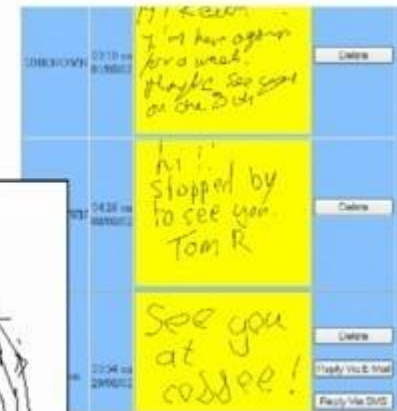 Hi Keith.
I'm here again
for a week.
Maybe see you
on the 3rd
UNKNOWN
Delete
hi!!
stopped by
to see you.
Tom R
Delete
See you
at
coffee!
Delete
Reply Via E Mail
Reply Via SMS